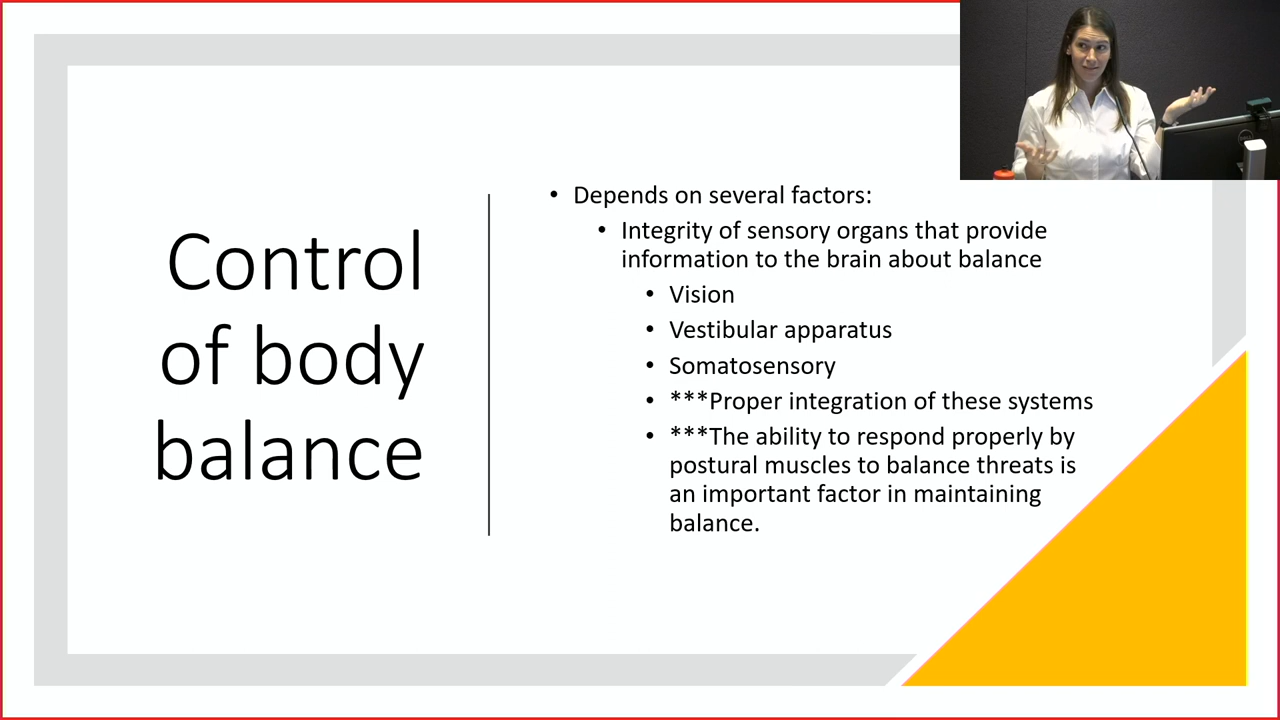 Control
of body
balance
• Depends on several factors:
• Integrity of sensory organs that provide
information to the brain about balance
• Vision
• Vestibular apparatus
• Somatosensory
• ***Proper integration of these systems
• ***The ability to respond properly by
postural muscles to balance threats is
an important factor in maintaining
balance.
DELL